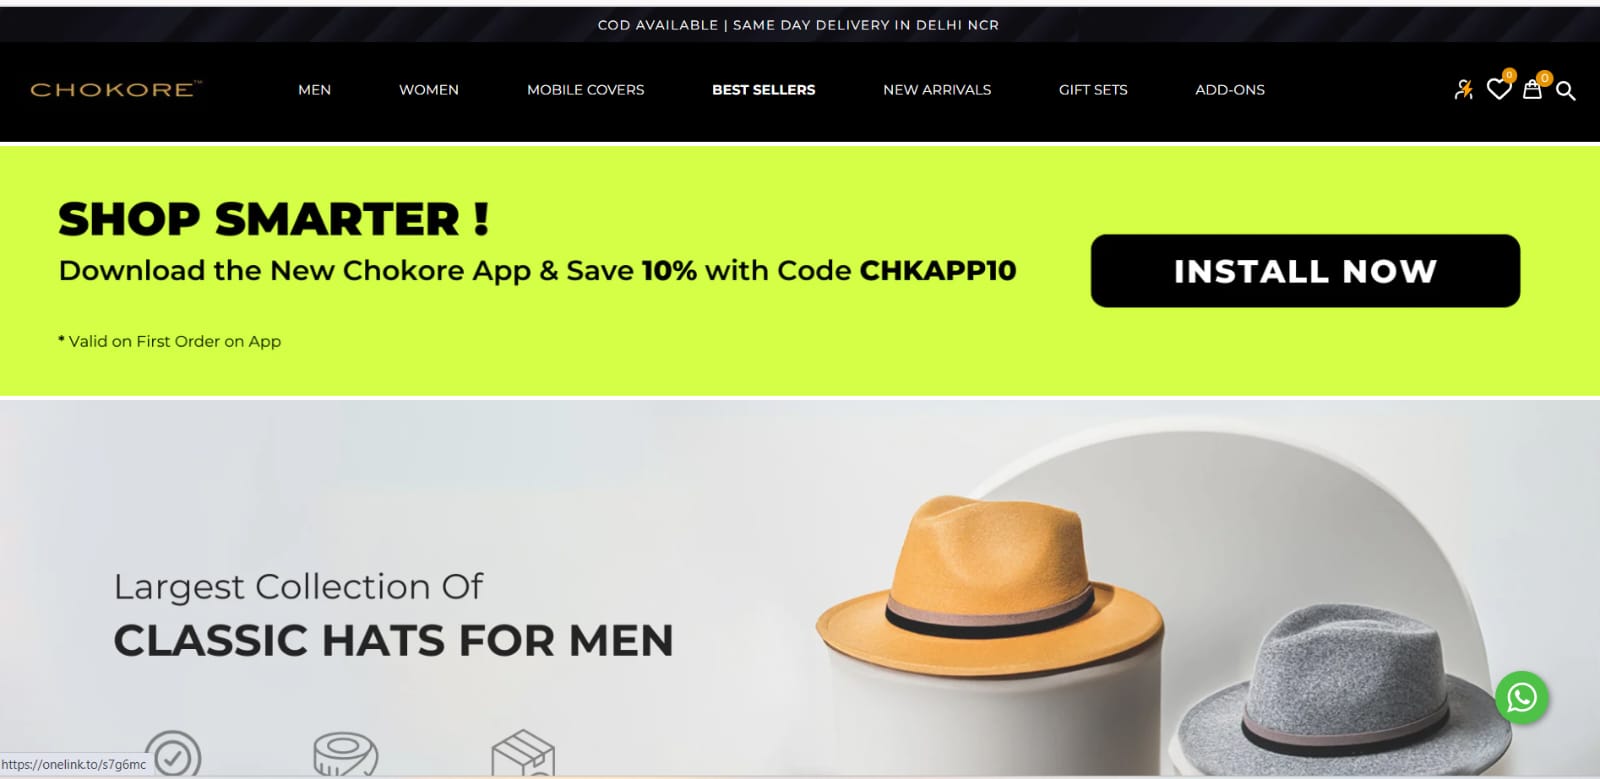 COD AVAILABLE | SAME DAY DELIVERY IN DELHI NCR
CHOKORE™
MEN
WOMEN
MOBILE COVERS
BEST SELLERS
NEW ARRIVALS
GIFT SETS
ADD-ONS
0
0
SHOP SMARTER !
Download the New Chokore App & Save 10% with Code CHKAPP10
* Valid on First Order on App
INSTALL NOW
Largest Collection Of
CLASSIC HATS FOR MEN
https://onelink.to/s7g6mc